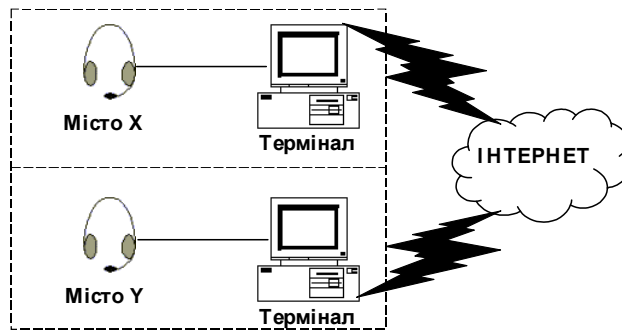 Місто X
Термінал
ІНТЕРНЕТ
Місто Y
Термінал